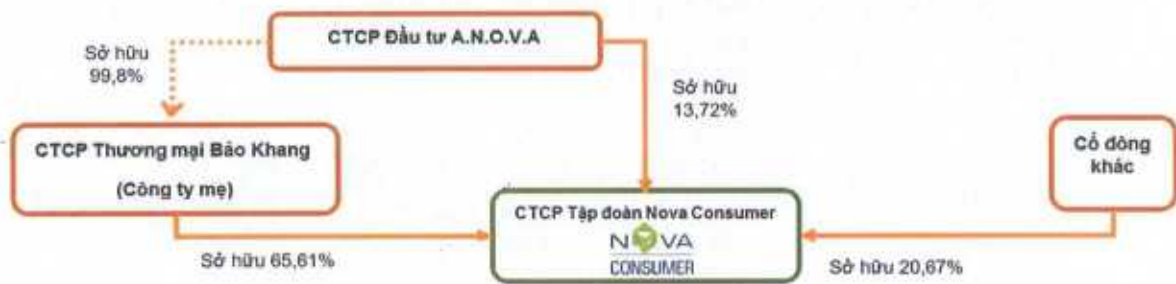 CTCP Đầu tư A.N.O.V.A
Sở hữu
99,8%
Sở hữu
13,72%
CTCP Thương mại Bảo Khang
(Công ty mẹ)
Cổ đông
khác
CTCP Tập đoàn Nova Consumer
NOVA
CONSUMER
Sở hữu 65,61%
Sở hữu 20,67%